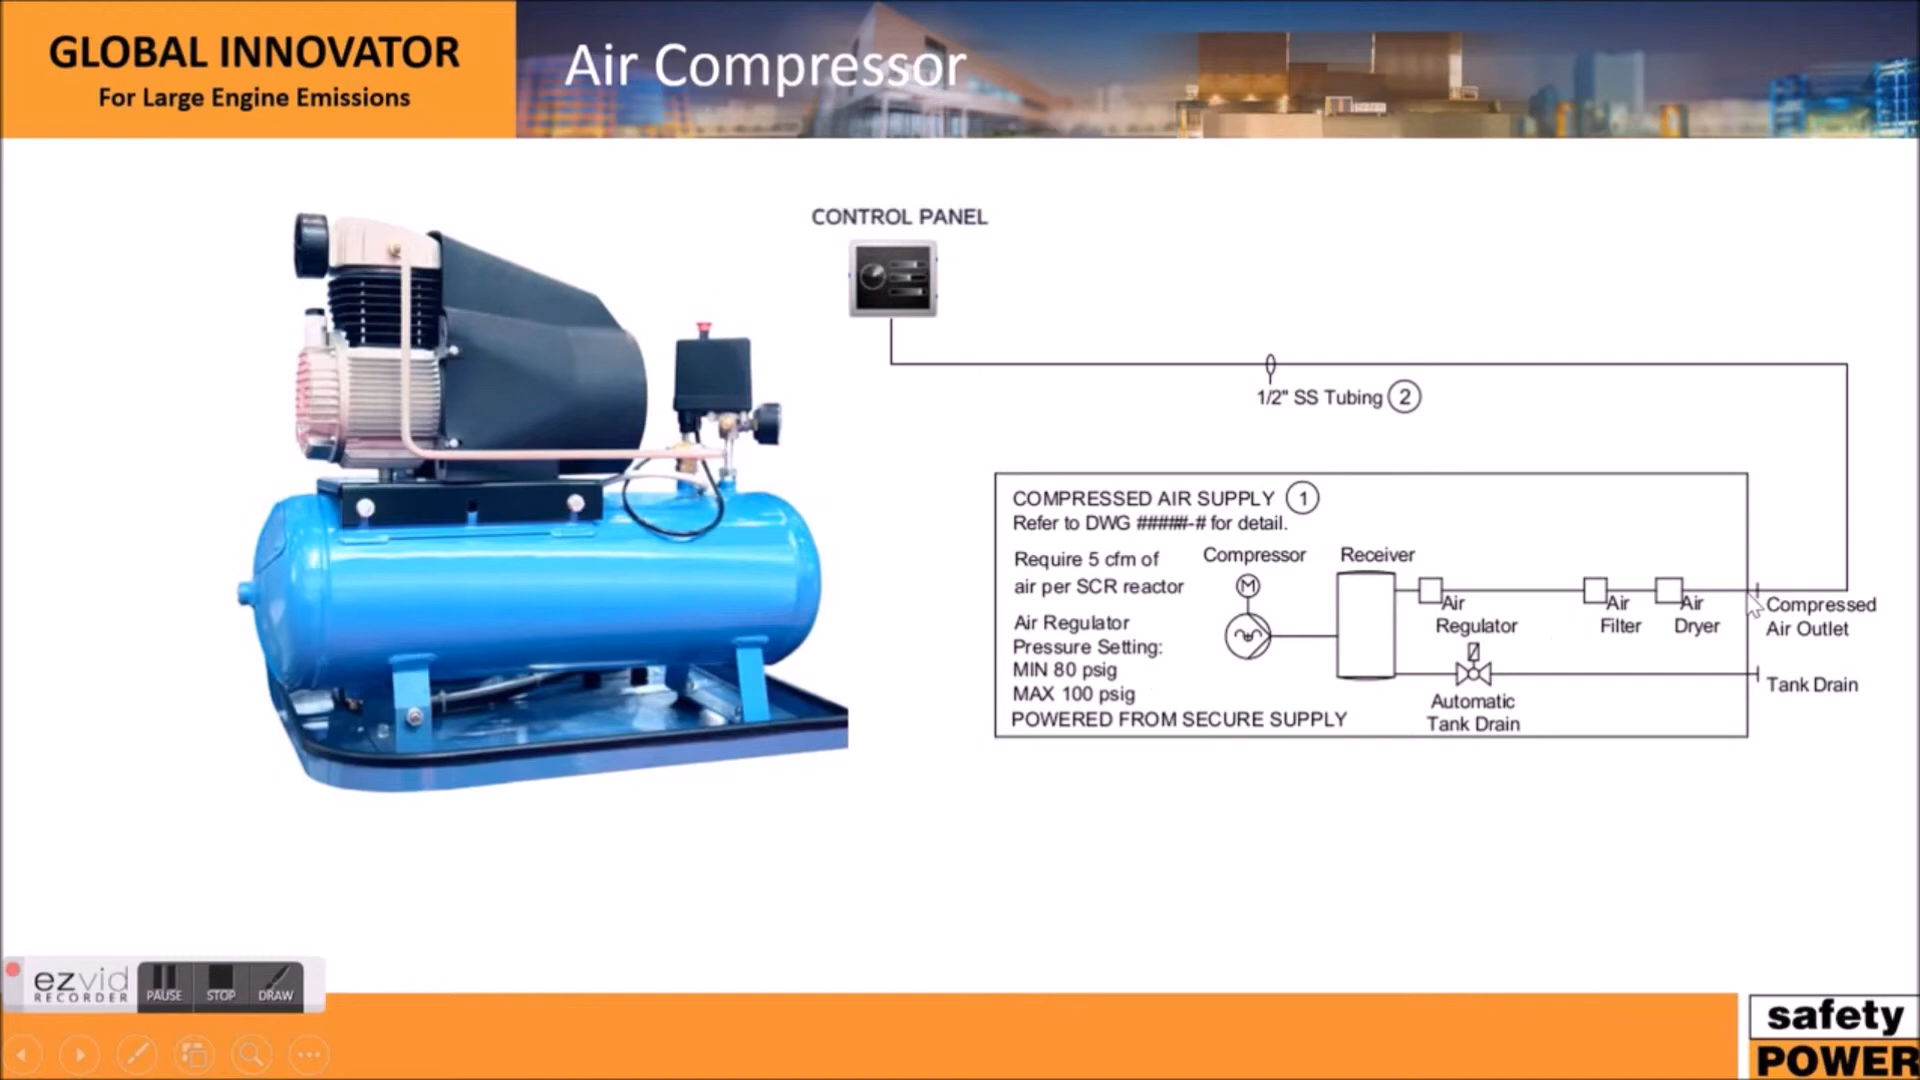 GLOBAL INNOVATOR
For Large Engine Emissions
Air Compressor
CONTROL PANEL
1/2" SS Tubing 2
COMPRESSED AIR SUPPLY 1
Refer to DWG #####-# for detail.
Require 5 cfm of
air per SCR reactor
Air Regulator
Pressure Setting:
MIN 80 psig
MAX 100 psig
POWERED FROM SECURE SUPPLY
Compressor
M
Receiver
Air
Regulator
Air
Filter
Air
Dryer
Compressed
Air Outlet
Automatic
Tank Drain
Tank Drain
ezvid
RECORDER
PAUSE
STOP
DRAW
safety
POWER